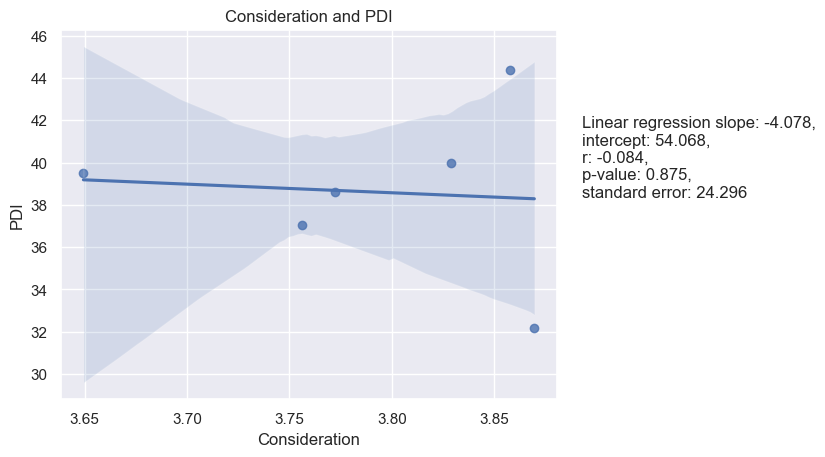 Consideration and PDI
46
44
42
40
38
36
34
32
30
PDI
3.65 3.70 3.75 3.80 3.85
Consideration
Linear regression slope: -4.078,
intercept: 54.068,
r: -0.084,
p-value: 0.875,
standard error: 24.296